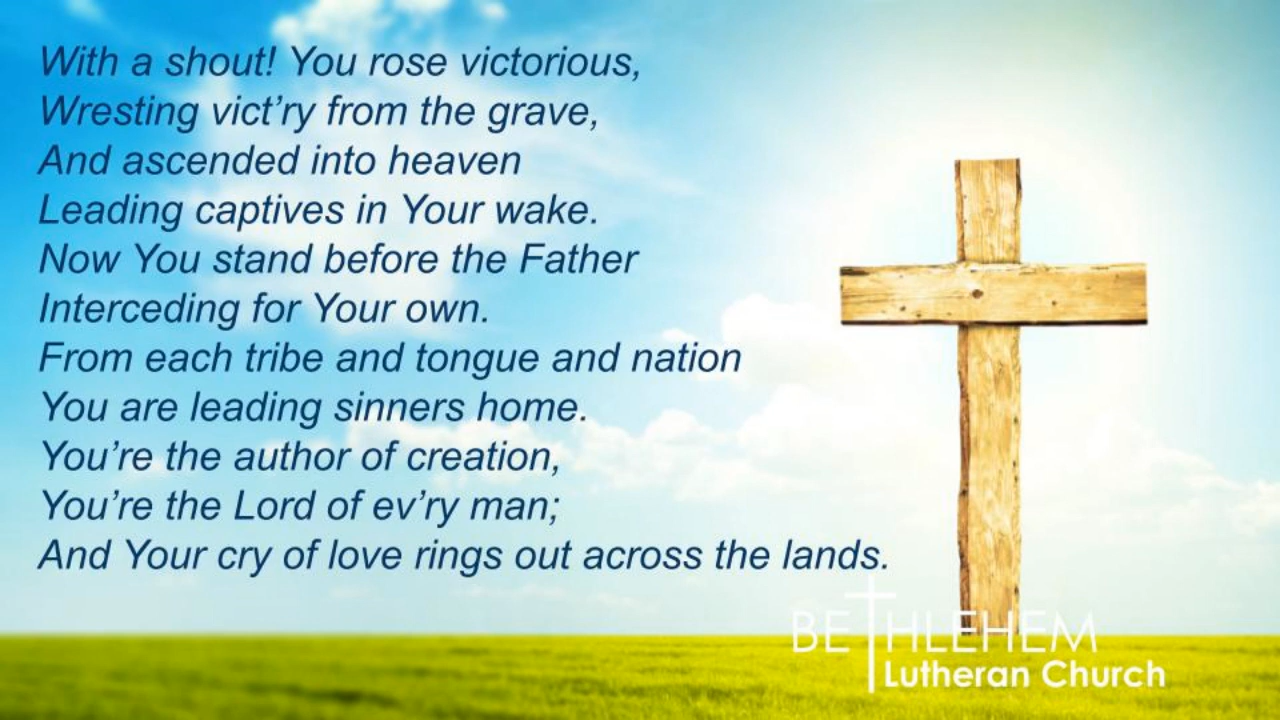 With a shout! You rose victorious,
Wresting vict’ry from the grave,
And ascended into heaven
Leading captives in Your wake.
Now You stand before the Father
Interceding for Your own.
From each tribe and tongue and nation
You are leading sinners home.
You’re the author of creation,
You’re the Lord of ev’ry man;
And Your cry of love rings out across the lands.
BETHLEHEM
Lutheran Church